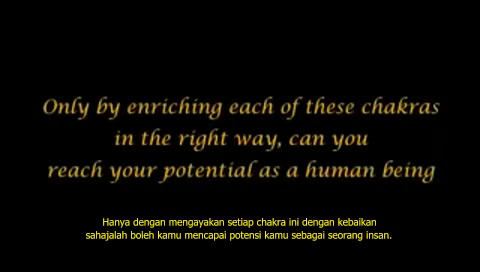 Only by enriching each of these chakras
in the right way, can you
reach your potential as a human being
Hanya dengan mengayakan setiap chakra ini dengan kebaikan
sahajalah boleh kamu mencapai potensi kamu sebagai seorang insan.